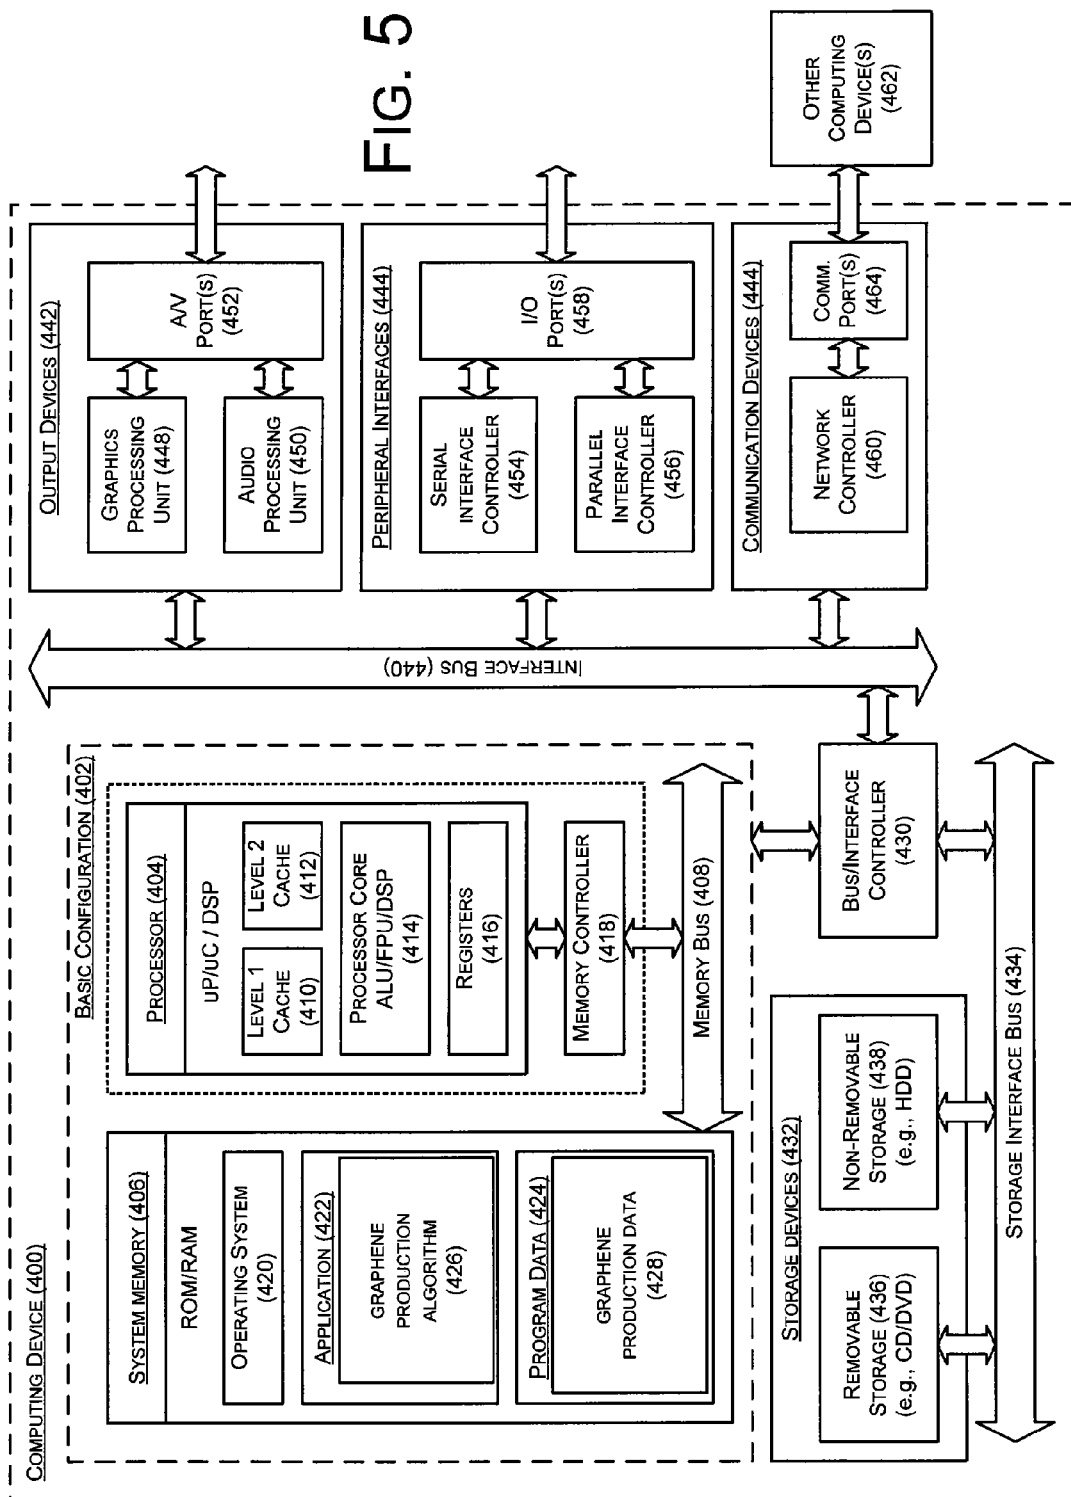 COMPUTING DEVICE (400)
BASIC CONFIGURATION (402)
SYSTEM MEMORY (406)
ROM/RAM
OPERATING SYSTEM
(420)
APPLICATION (422)
GRAPHENE
PRODUCTION
ALGORITHM
(426)
PROGRAM DATA (424)
GRAPHENE
PRODUCTION DATA
(428)
PROCESSOR (404)
uP/uC / DSP
LEVEL 1
CACHE
(410)
LEVEL 2
CACHE
(412)
PROCESSOR CORE
ALU/FPU/DSP
(414)
REGISTERS
(416)
MEMORY CONTROLLER
(418)
MEMORY BUS (408)
STORAGE DEVICES (432)
REMOVABLE
STORAGE (436)
(e.g., CD/DVD)
NON-REMOVABLE
STORAGE (438)
(e.g., HDD)
STORAGE INTERFACE BUS (434)
BUS/INTERFACE
CONTROLLER
(430)
INTERFACE BUS (440)
OUTPUT DEVICES (442)
GRAPHICS
PROCESSING
UNIT (448)
AUDIO
PROCESSING
UNIT (450)
A/V
PORT(S)
(452)
PERIPHERAL INTERFACES (444)
SERIAL
INTERFACE
CONTROLLER
(454)
PARALLEL
INTERFACE
CONTROLLER
(456)
I/O
PORT(S)
(458)
COMMUNICATION DEVICES (444)
NETWORK
CONTROLLER
(460)
COMM.
PORT(S)
(464)
OTHER
COMPUTING
DEVICE(S)
(462)
FIG. 5